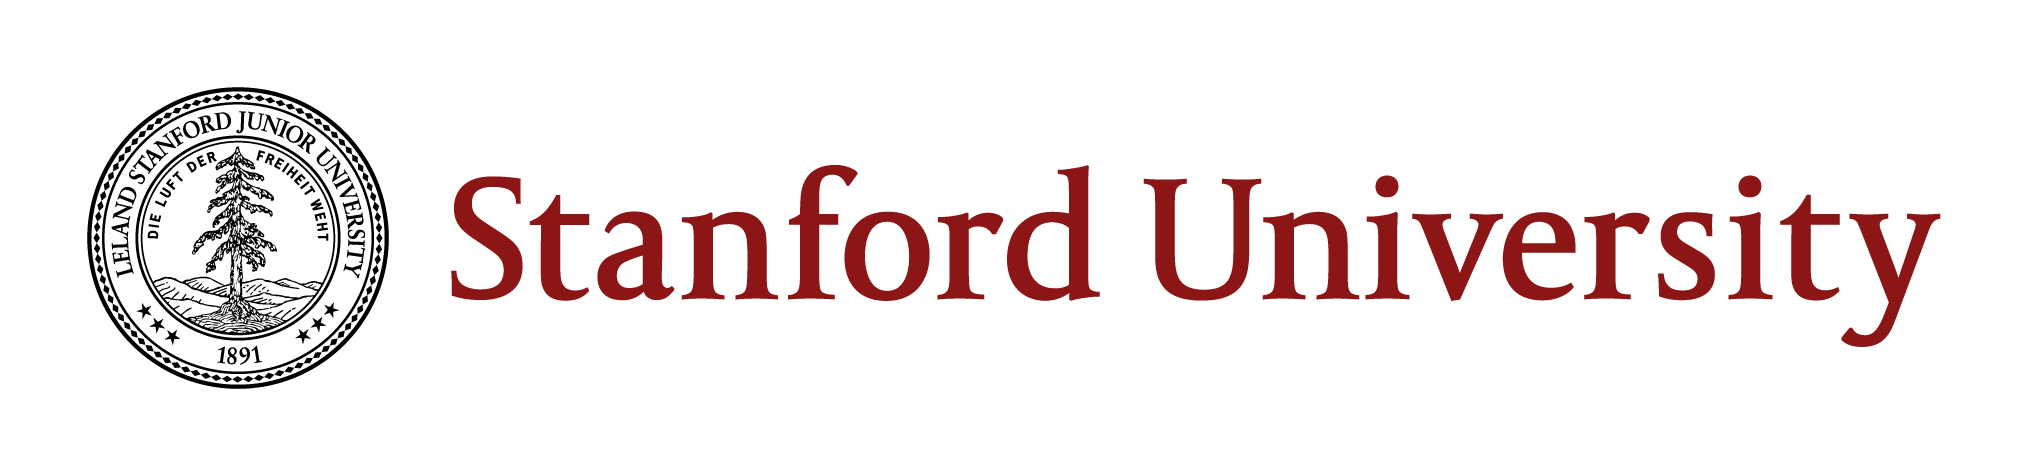 LELAND STANFORD JUNIOR UNIVERSITY
DIE LUFT DER FREIHEIT WEHT
1891
Stanford University